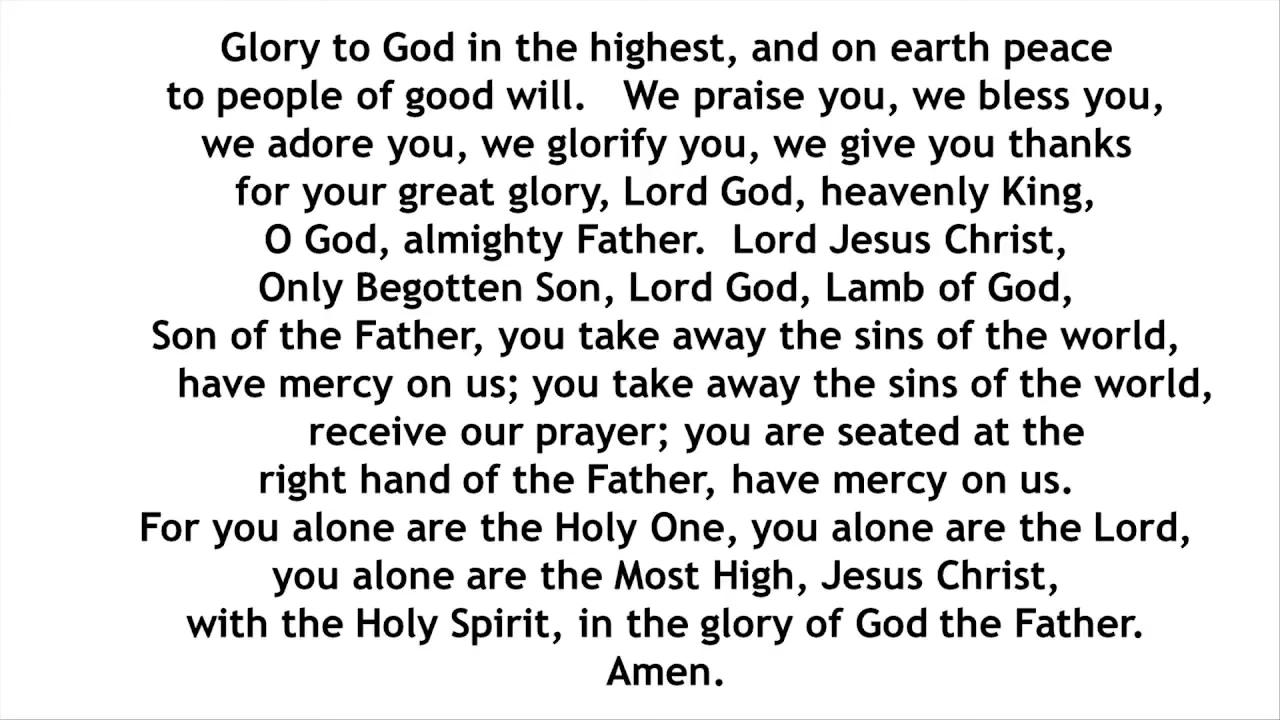 Glory to God in the highest, and on earth peace
to people of good will. We praise you, we bless you,
we adore you, we glorify you, we give you thanks
for your great glory, Lord God, heavenly King,
O God, almighty Father. Lord Jesus Christ,
Only Begotten Son, Lord God, Lamb of God,
Son of the Father, you take away the sins of the world,
have mercy on us; you take away the sins of the world,
receive our prayer; you are seated at the
right hand of the Father, have mercy on us.
For you alone are the Holy One, you alone are the Lord,
you alone are the Most High, Jesus Christ,
with the Holy Spirit, in the glory of God the Father.
Amen.